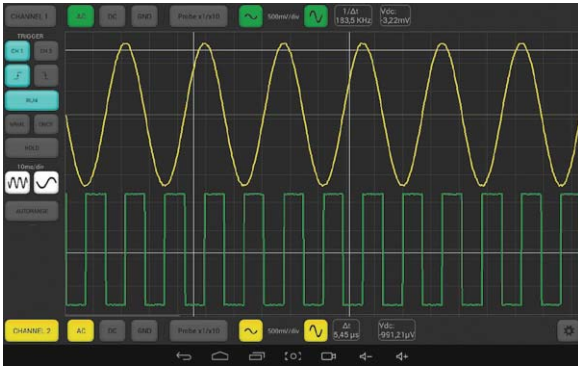 CHANNEL 1 AC DC GND Probe x1/x10 500mV/div 1/Δt Vdc:
183,5 KHz -3,22mV
TRIGGER
CH 1 CH 2
RUN
HOLD
10ms/div
AUTORANGE
CHANNEL 2 AC DC GND Probe x1/x10 500mV/div Δt Vdc:
5,45 µs -991,21µV